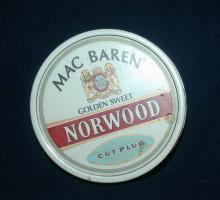 MAC BAREN
GOLDEN SWEET
NORWOOD
CUT PLUG